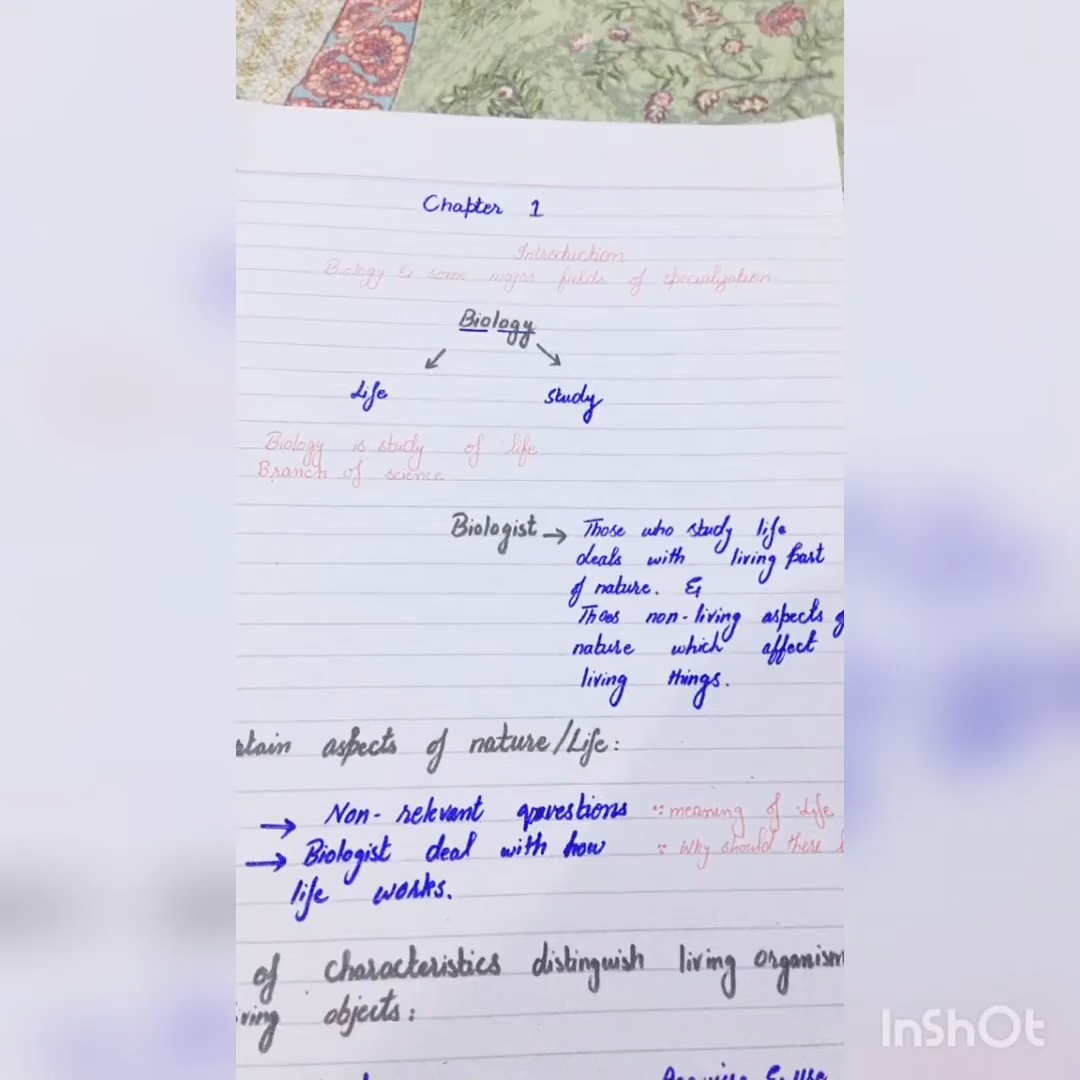 Chapter 1
Introduction
Biology & some major fields of specialization
Biology
Life Study
Biology is study of life
Branch of science
Biologist → Those who study life
deals with living part
of nature. &
Thoes non-living aspects
nature which affect
living things.
aspects of nature/Life:
→ Non-relevant qpuestions ∵ meaning of Life
→ Biologist deal with how ∵ Why should there
life works.
of characteristics distinguish living organism
objects:
& use
InShOt